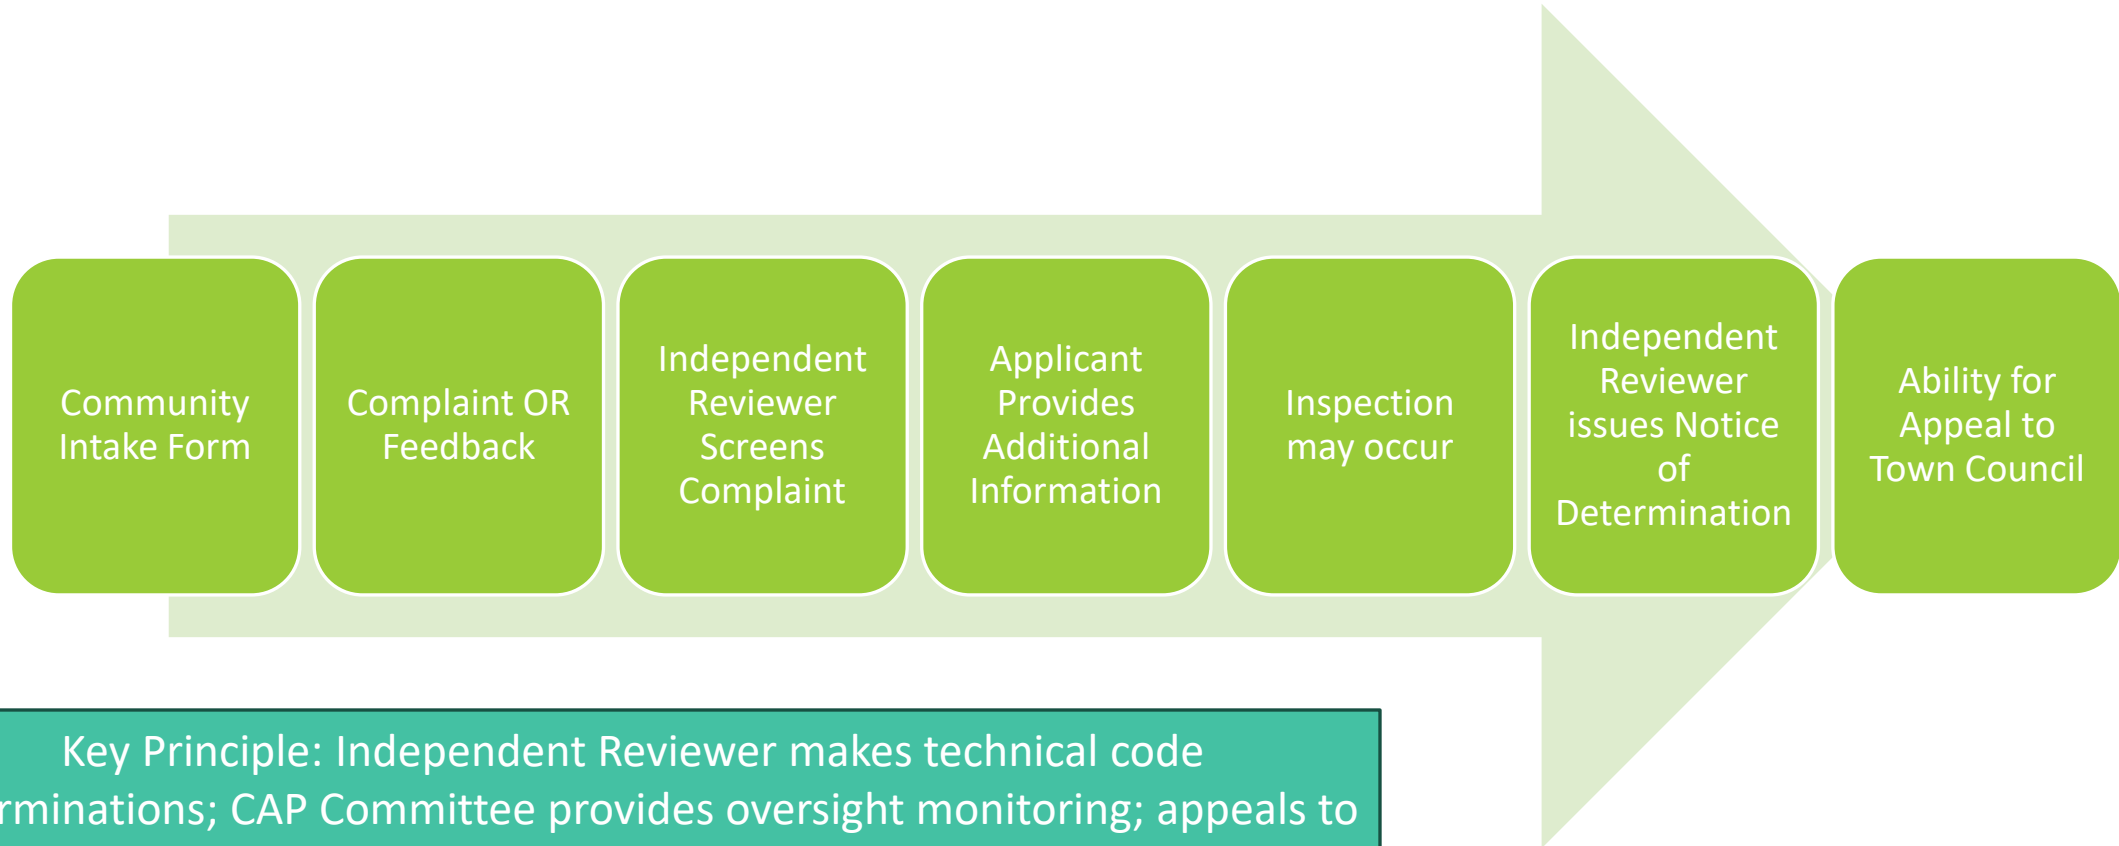 Community
Intake Form
Complaint OR
Feedback
Independent
Reviewer
Screens
Complaint
Applicant
Provides
Additional
Information
Inspection
may occur
Independent
Reviewer
issues Notice
of
Determination
Ability for
Appeal to
Town Council
Key Principle: Independent Reviewer makes technical code
rminations; CAP Committee provides oversight monitoring; appeals to